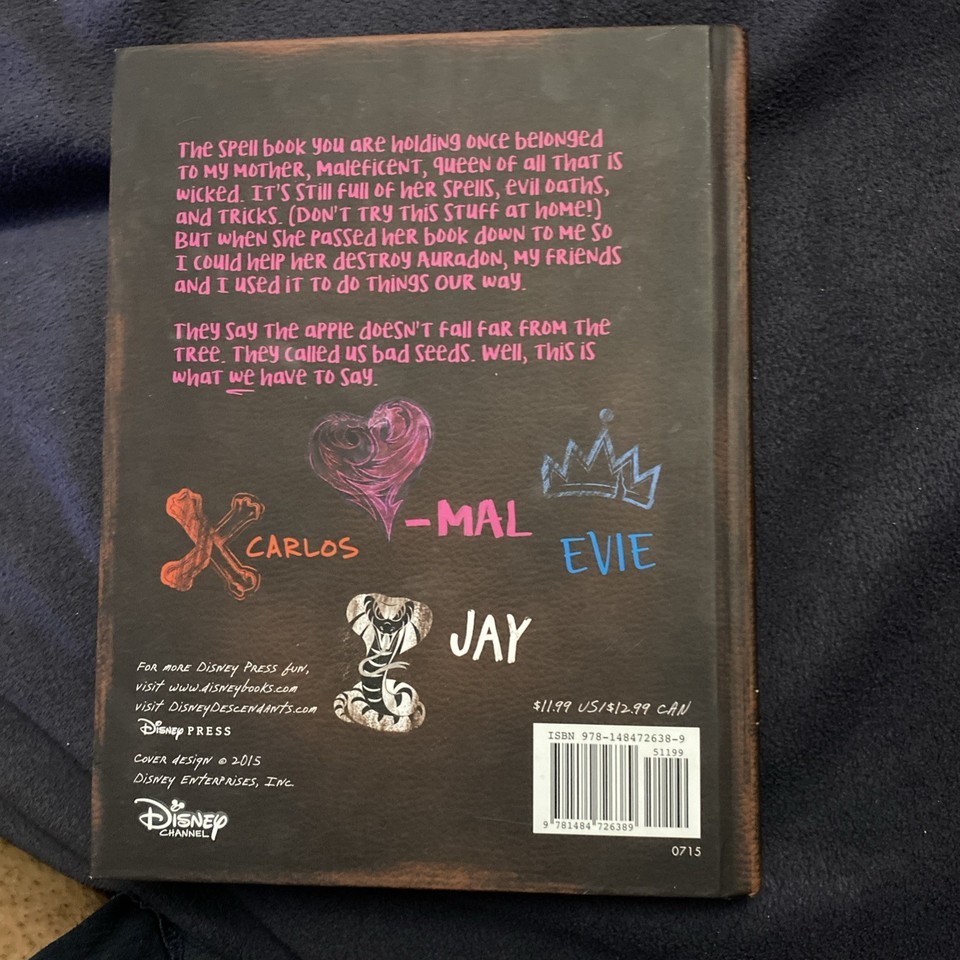 The spell book you are holding once belonged
to my mother, Maleficent, queen of all that is
wicked. It's still full of her spells, evil oaths,
and tricks. (Don't try this stuff at home!)
But when she passed her book down to me so
I could help her destroy Auradon, my friends
and I used it to do things our way.
They say the apple doesn't fall far from the
tree. They called us bad seeds. Well, this is
what we have to say.
-MAL
CARLOS
EVIE
JAY
For more Disney Press fun,
visit www.disneybooks.com
visit DisneyDescendants.com
Disney PRESS
Cover design © 2015
Disney Enterprises, Inc.
Disney
CHANNEL
$11.99 US/$12.99 CAN
ISBN 978-148472638-9
51199
9 781484 726389
0715